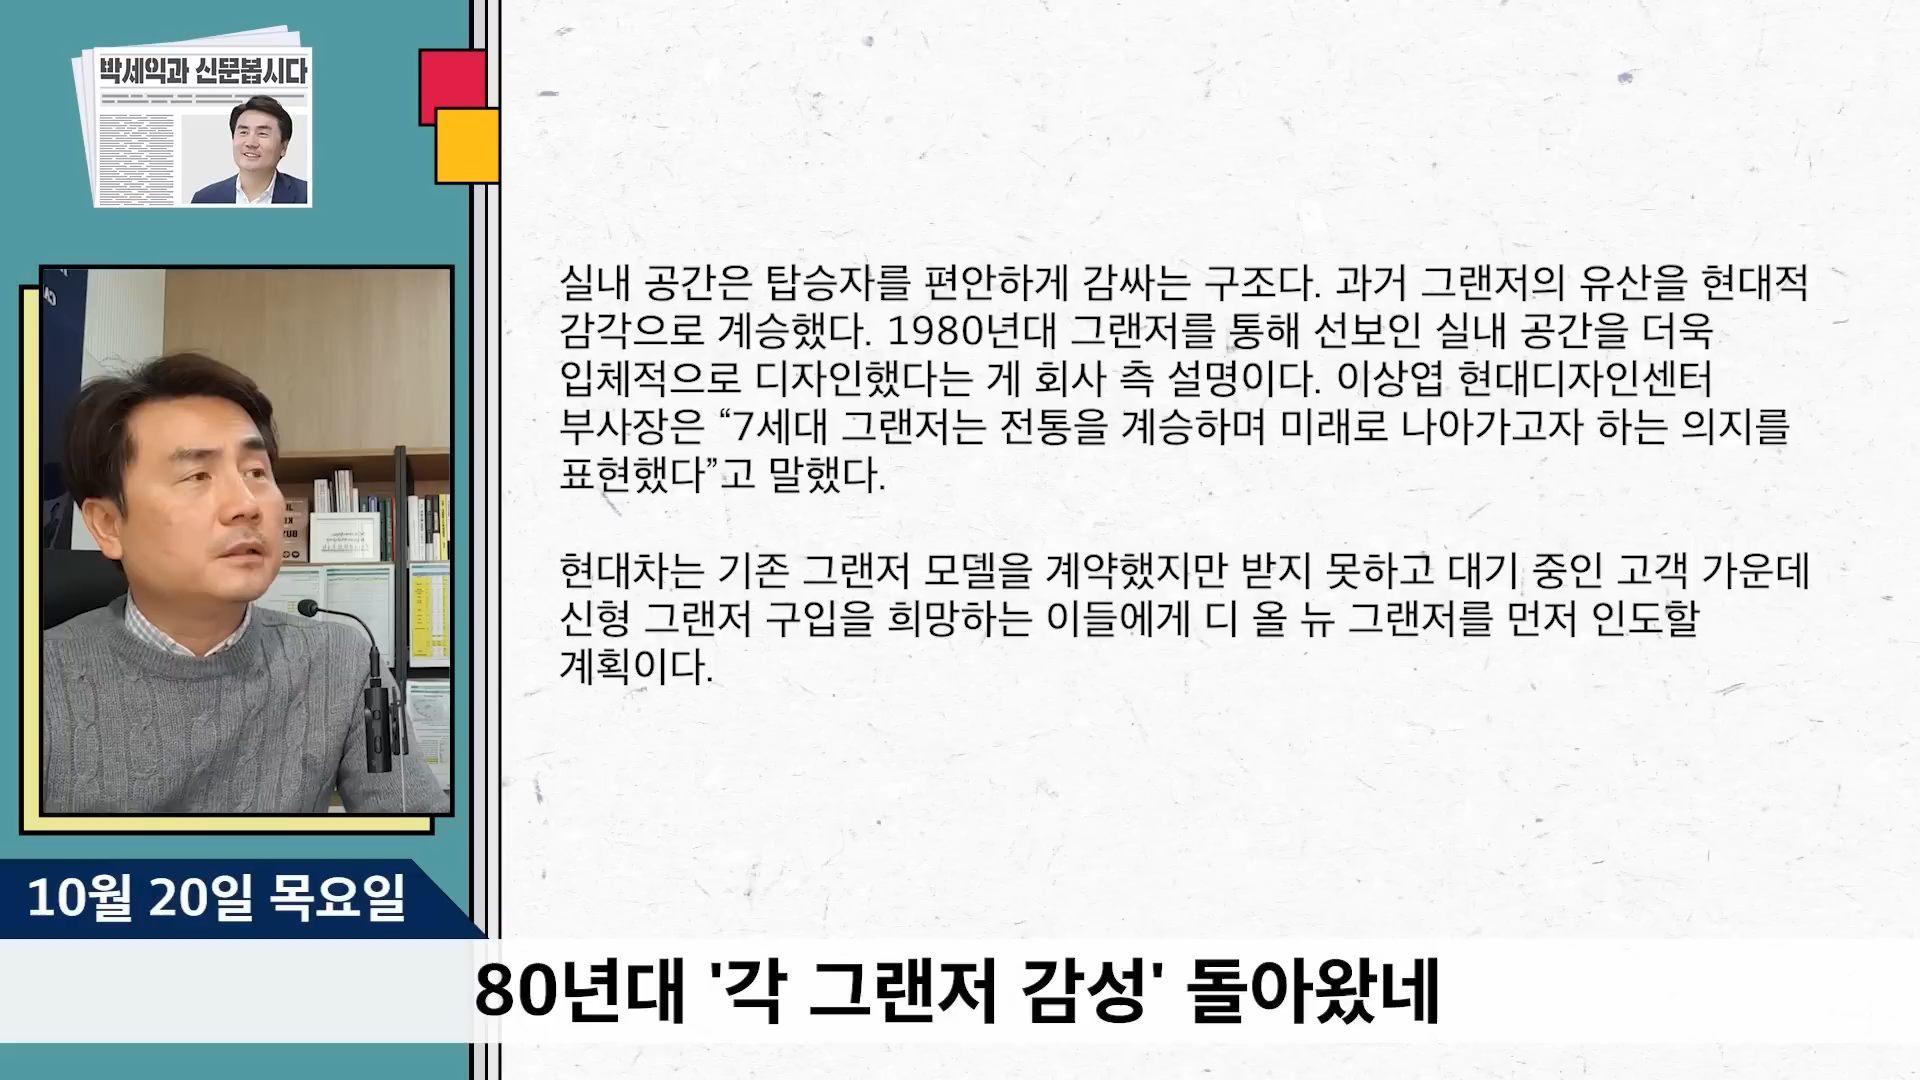 박세익과 신문봅시다
실내 공간은 탑승자를 편안하게 감싸는 구조다. 과거 그랜저의 유산을 현대적
감각으로 계승했다. 1980년대 그랜저를 통해 선보인 실내 공간을 더욱
입체적으로 디자인했다는 게 회사 측 설명이다. 이상엽 현대디자인센터
부사장은 “7세대 그랜저는 전통을 계승하며 미래로 나아가고자 하는 의지를
표현했다”고 말했다.
현대차는 기존 그랜저 모델을 계약했지만 받지 못하고 대기 중인 고객 가운데
신형 그랜저 구입을 희망하는 이들에게 디 올 뉴 그랜저를 먼저 인도할
계획이다.
10월 20일 목요일
80년대 '각 그랜저 감성' 돌아왔네